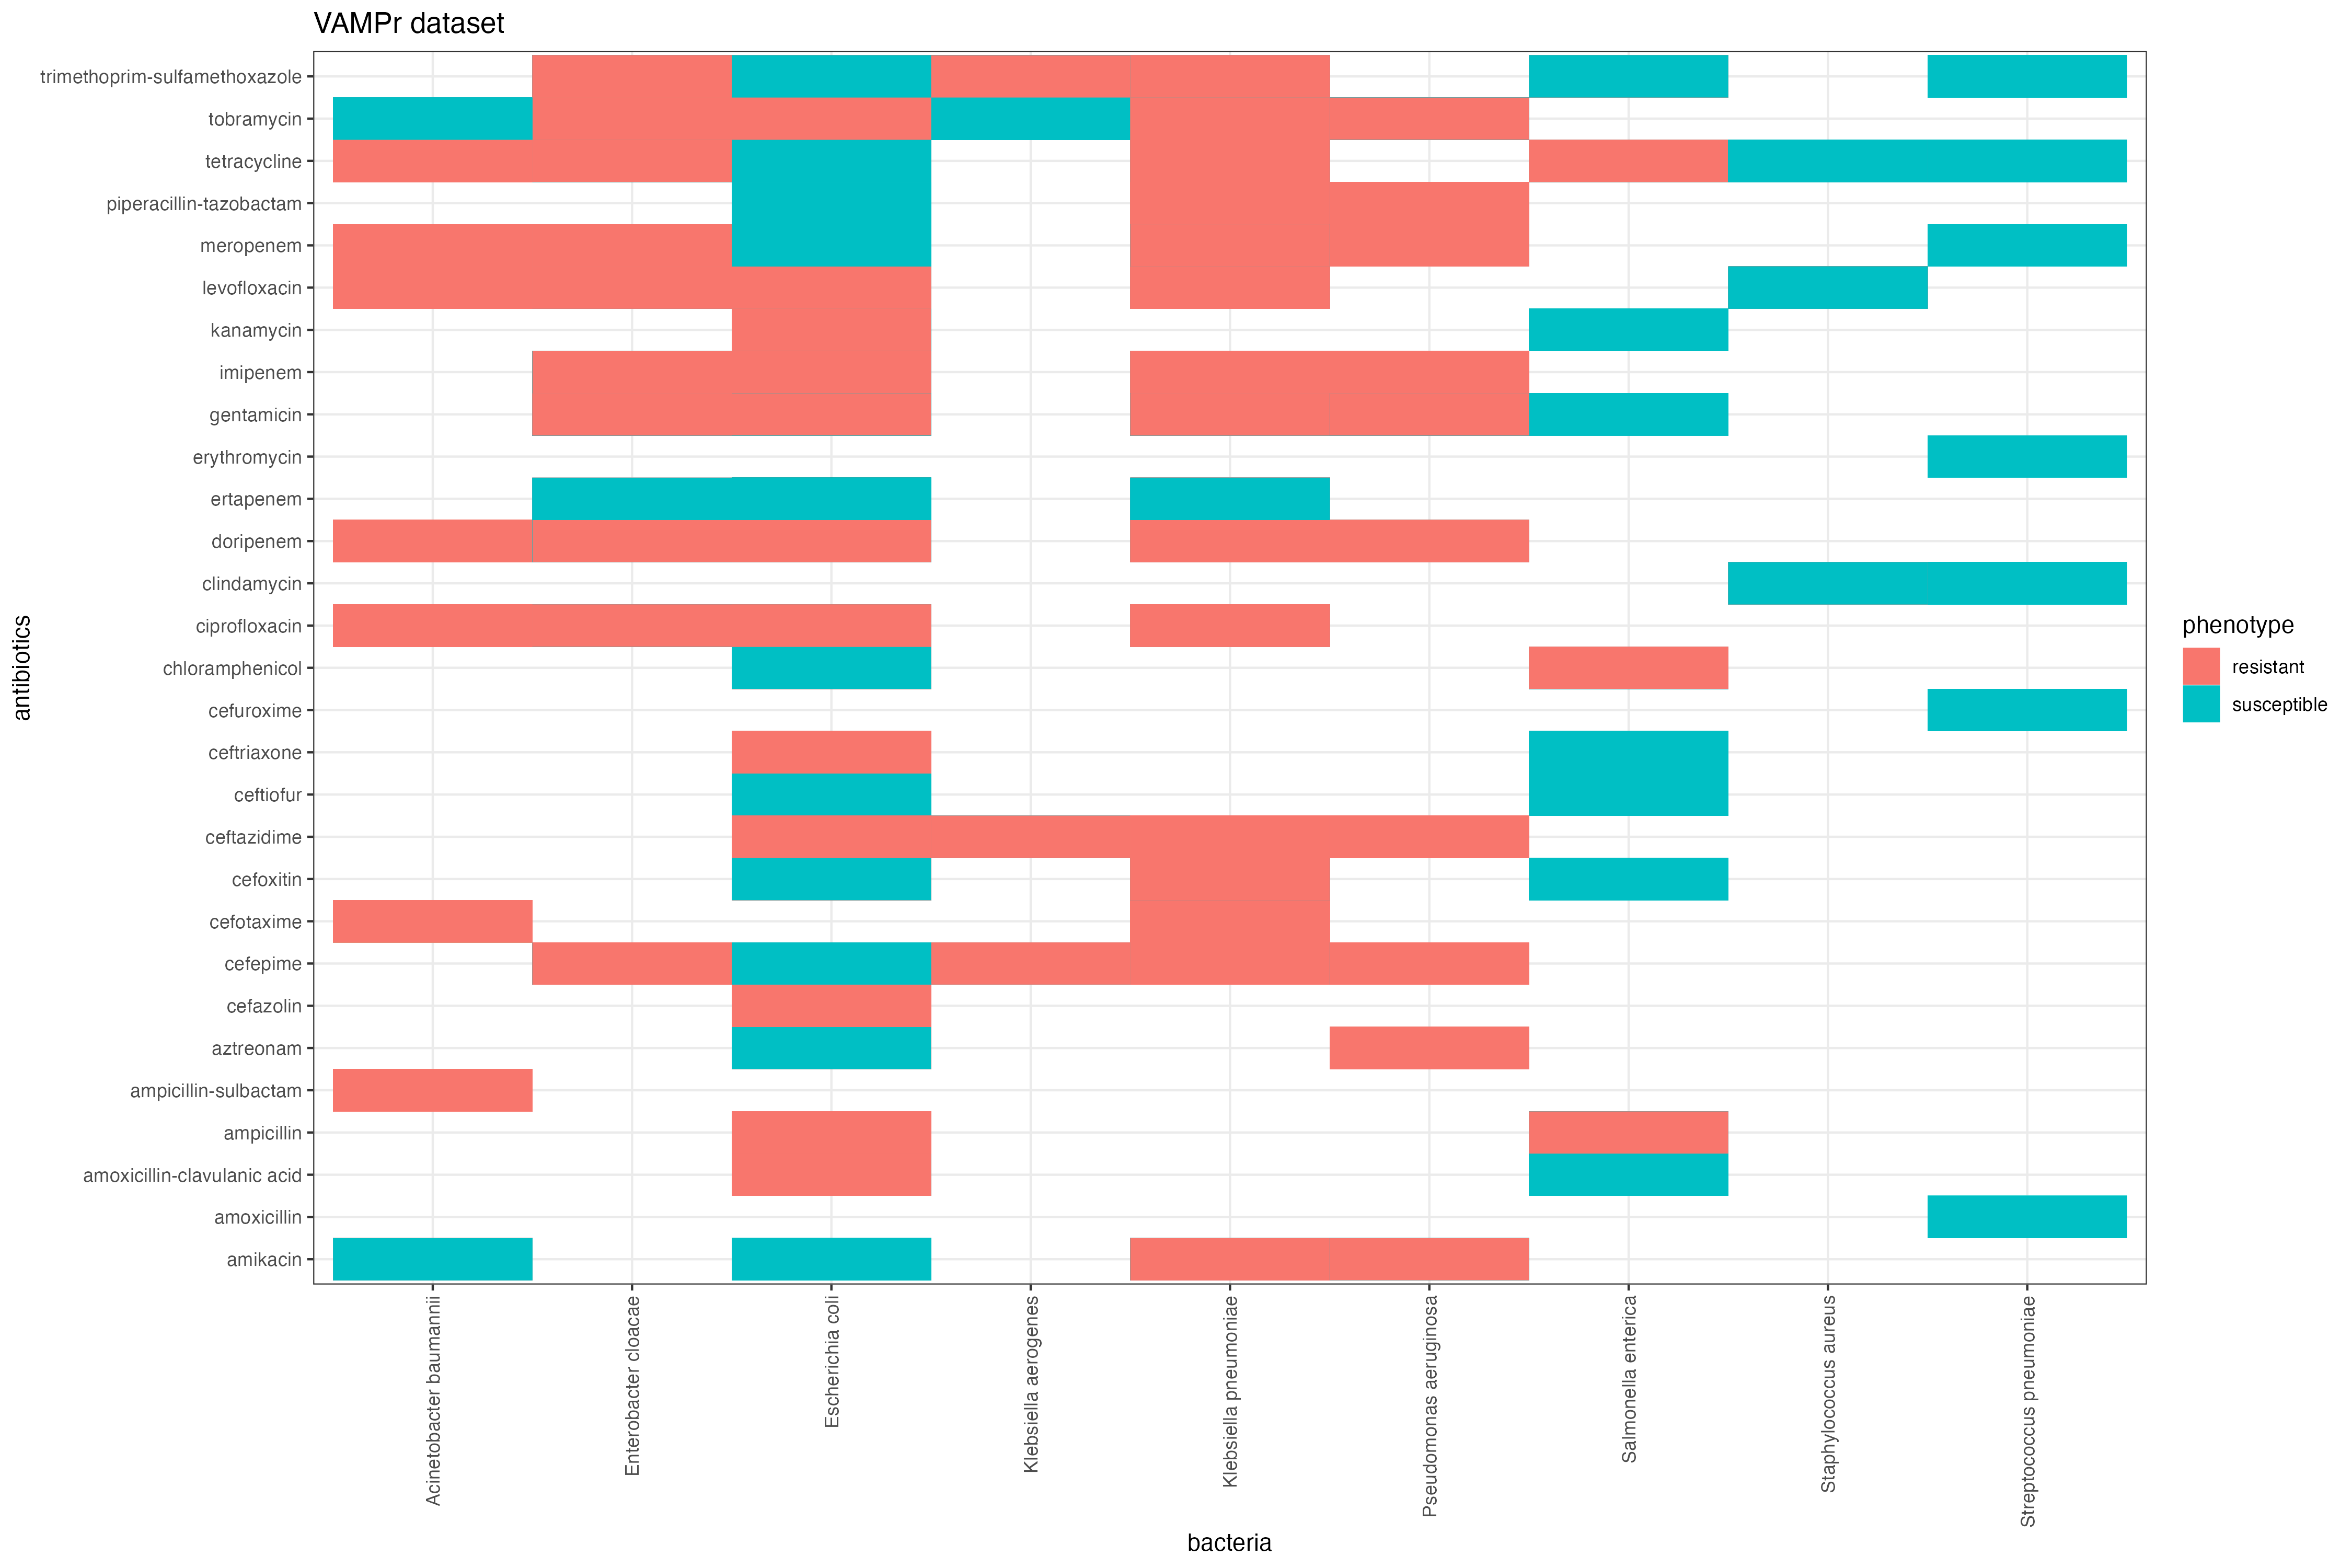 VAMPr dataset
antibiotics
trimethoprim-sulfamethoxazole
tobramycin
tetracycline
piperacillin-tazobactam
meropenem
levofloxacin
kanamycin
imipenem
gentamicin
erythromycin
ertapenem
doripenem
clindamycin
ciprofloxacin
chloramphenicol
cefuroxime
ceftriaxone
ceftiofur
ceftazidime
cefoxitin
cefotaxime
cefepime
cefazolin
aztreonam
ampicillin-sulbactam
ampicillin
amoxicillin-clavulanic acid
amoxicillin
amikacin
Acinetobacter baumannii
Enterobacter cloacae
Escherichia coli
Klebsiella aerogenes
Klebsiella pneumoniae
Pseudomonas aeruginosa
Salmonella enterica
Staphylococcus aureus
Streptococcus pneumoniae
bacteria
phenotype
resistant
susceptible